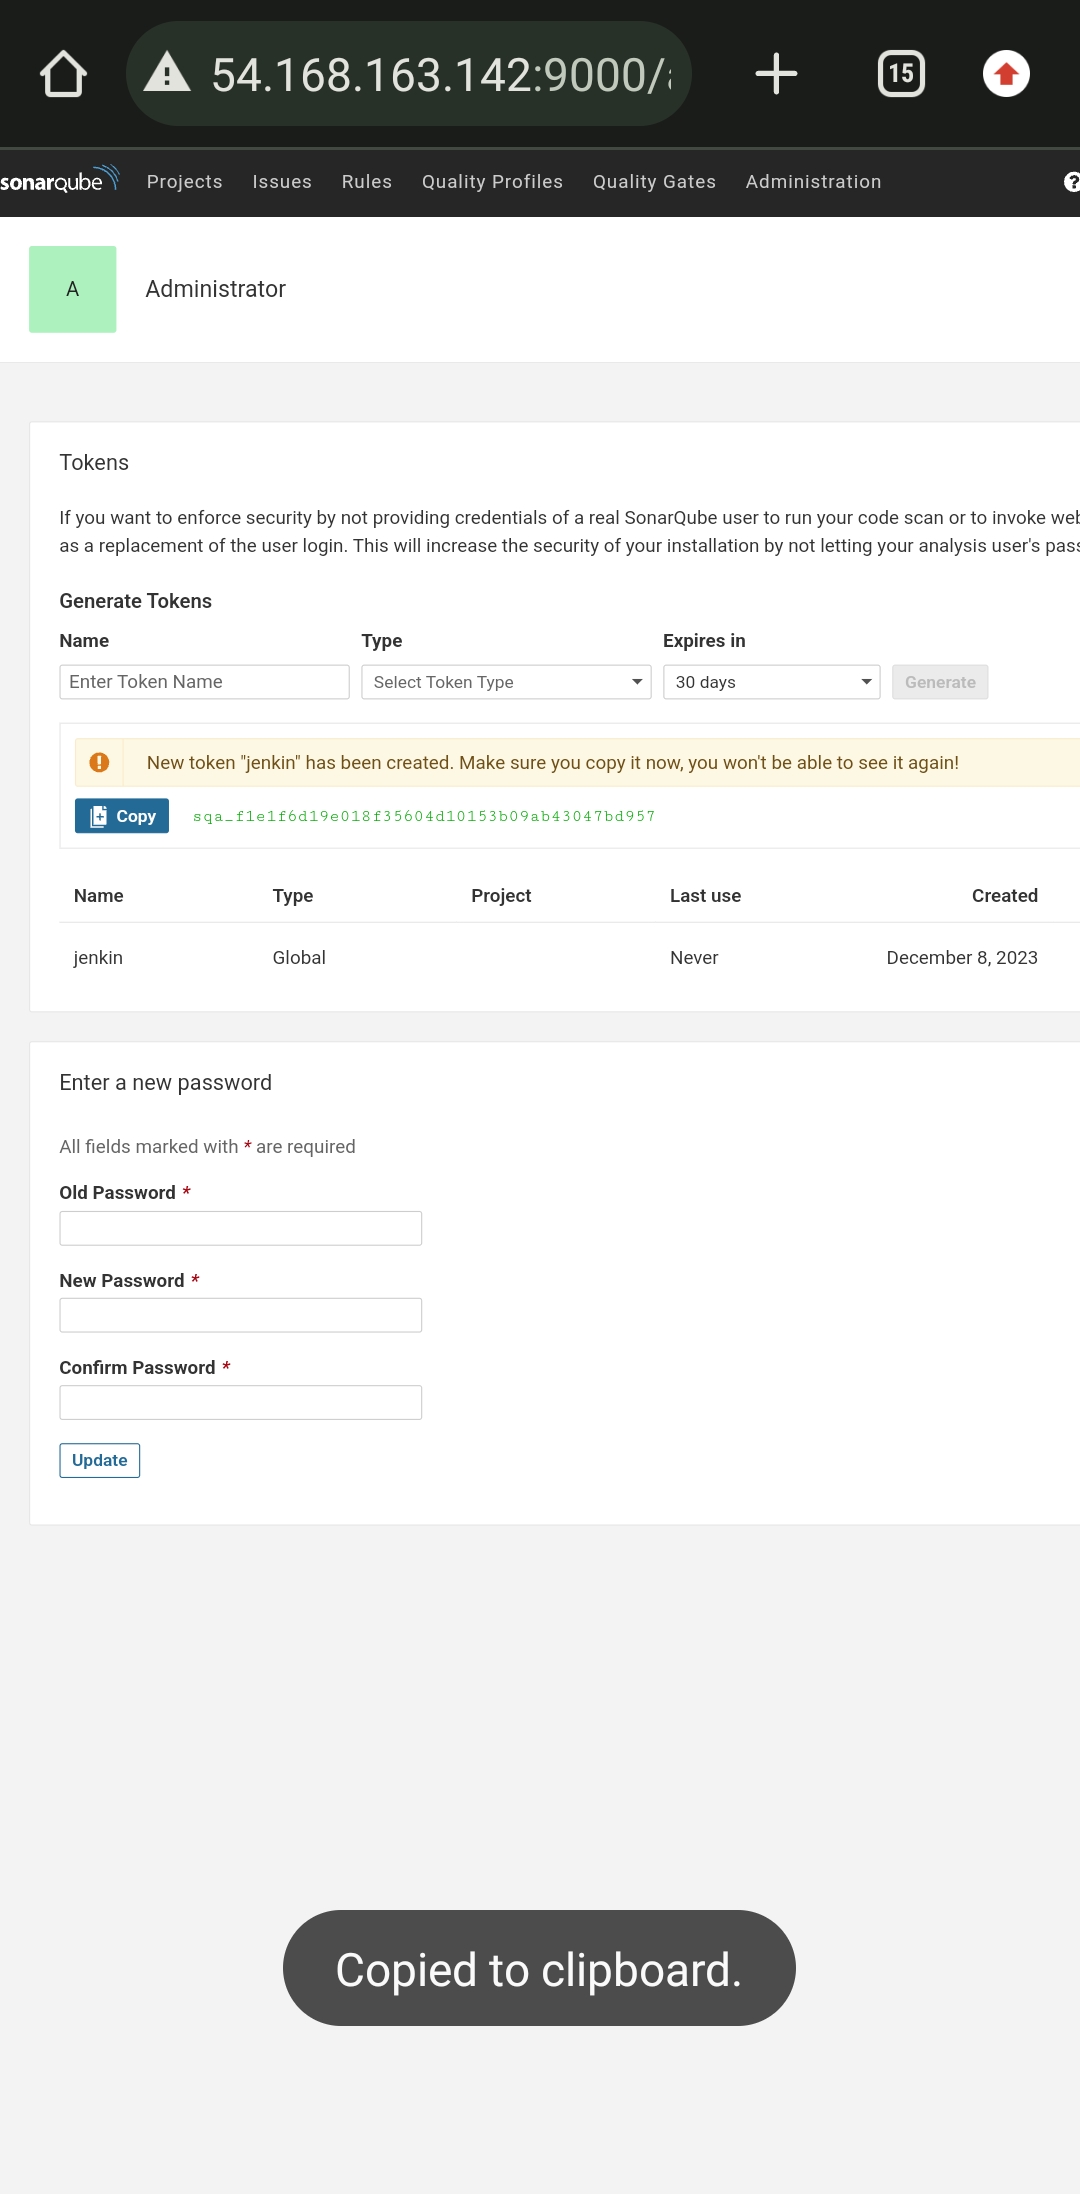 54.168.163.142:9000/
15
sonarqube Projects Issues Rules Quality Profiles Quality Gates Administration ?
A Administrator
Tokens
If you want to enforce security by not providing credentials of a real SonarQube user to run your code scan or to invoke web
as a replacement of the user login. This will increase the security of your installation by not letting your analysis user's pass
Generate Tokens
Name Type Expires in
Enter Token Name Select Token Type 30 days Generate
New token "jenkin" has been created. Make sure you copy it now, you won't be able to see it again!
Copy sqa_f1e1f6d19e018f35604d10153b09ab43047bd957
Name Type Project Last use Created
jenkin Global Never December 8, 2023
Enter a new password
All fields marked with * are required
Old Password *
New Password *
Confirm Password *
Update
Copied to clipboard.